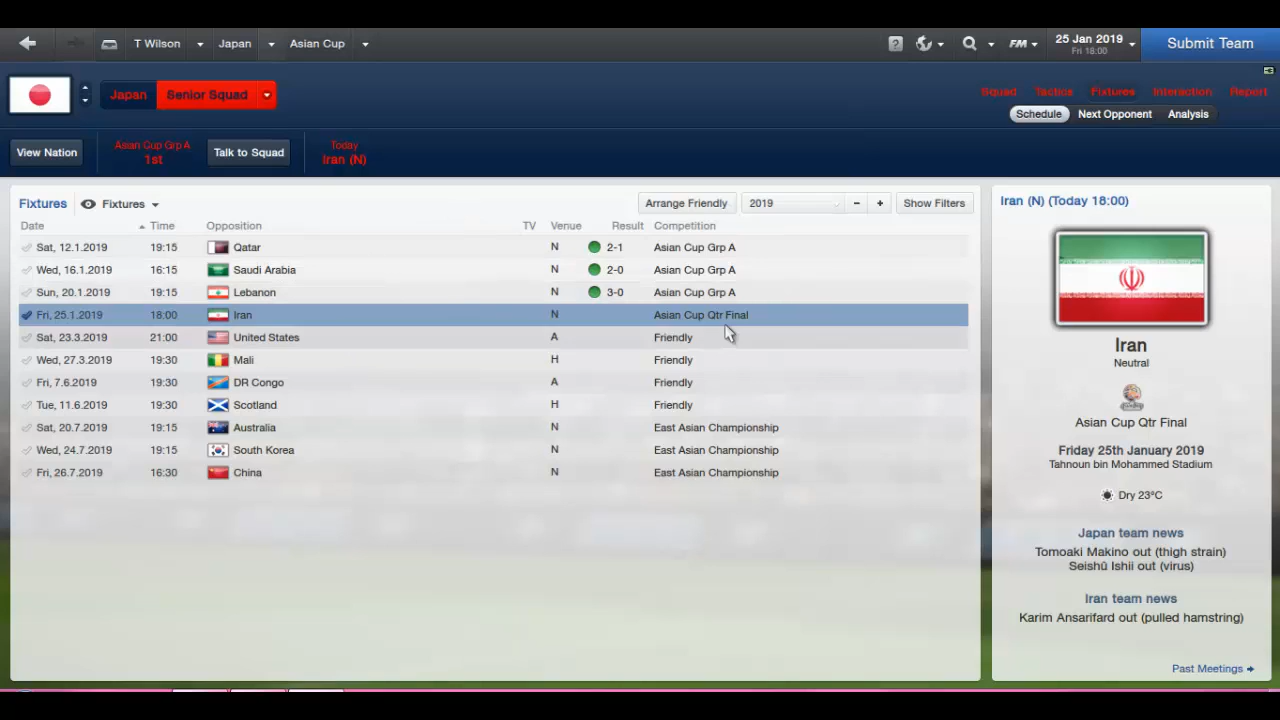 T Wilson Japan Asian Cup ? FM 25 Jan 2019 Submit Team
Fri 18:00
Japan Senior Squad Squad Tactics Fixtures Interaction Report
Schedule Next Opponent Analysis
View Nation Asian Cup Grp A Talk to Squad Today
1st Iran (N)
Fixtures Fixtures Arrange Friendly 2019 - + Show Filters
Date Time Opposition TV Venue Result Competition
Sat, 12.1.2019 19:15 Qatar N 2-1 Asian Cup Grp A
Wed, 16.1.2019 16:15 Saudi Arabia N 2-0 Asian Cup Grp A
Sun, 20.1.2019 19:15 Lebanon N 3-0 Asian Cup Grp A
Fri, 25.1.2019 18:00 Iran N Asian Cup Qtr Final
Sat, 23.3.2019 21:00 United States A Friendly
Wed, 27.3.2019 19:30 Mali H Friendly
Fri, 7.6.2019 19:30 DR Congo A Friendly
Tue, 11.6.2019 19:30 Scotland H Friendly
Sat, 20.7.2019 19:15 Australia N East Asian Championship
Wed, 24.7.2019 19:15 South Korea N East Asian Championship
Fri, 26.7.2019 16:30 China N East Asian Championship
Iran (N) (Today 18:00)
Iran
Neutral
Asian Cup Qtr Final
Friday 25th January 2019
Tahnoun bin Mohammed Stadium
Dry 23°C
Japan team news
Tomoaki Makino out (thigh strain)
Seishû Ishii out (virus)
Iran team news
Karim Ansarifard out (pulled hamstring)
Past Meetings